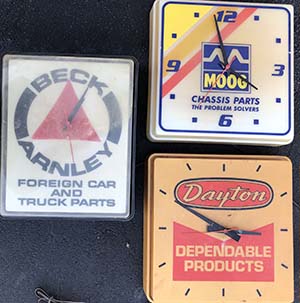 BECK
ARNLEY
FOREIGN CAR
AND
TRUCK PARTS
12
9
3
MOOG
CHASSIS PARTS
THE PROBLEM SOLVERS
6
Dayton
DEPENDABLE
PRODUCTS